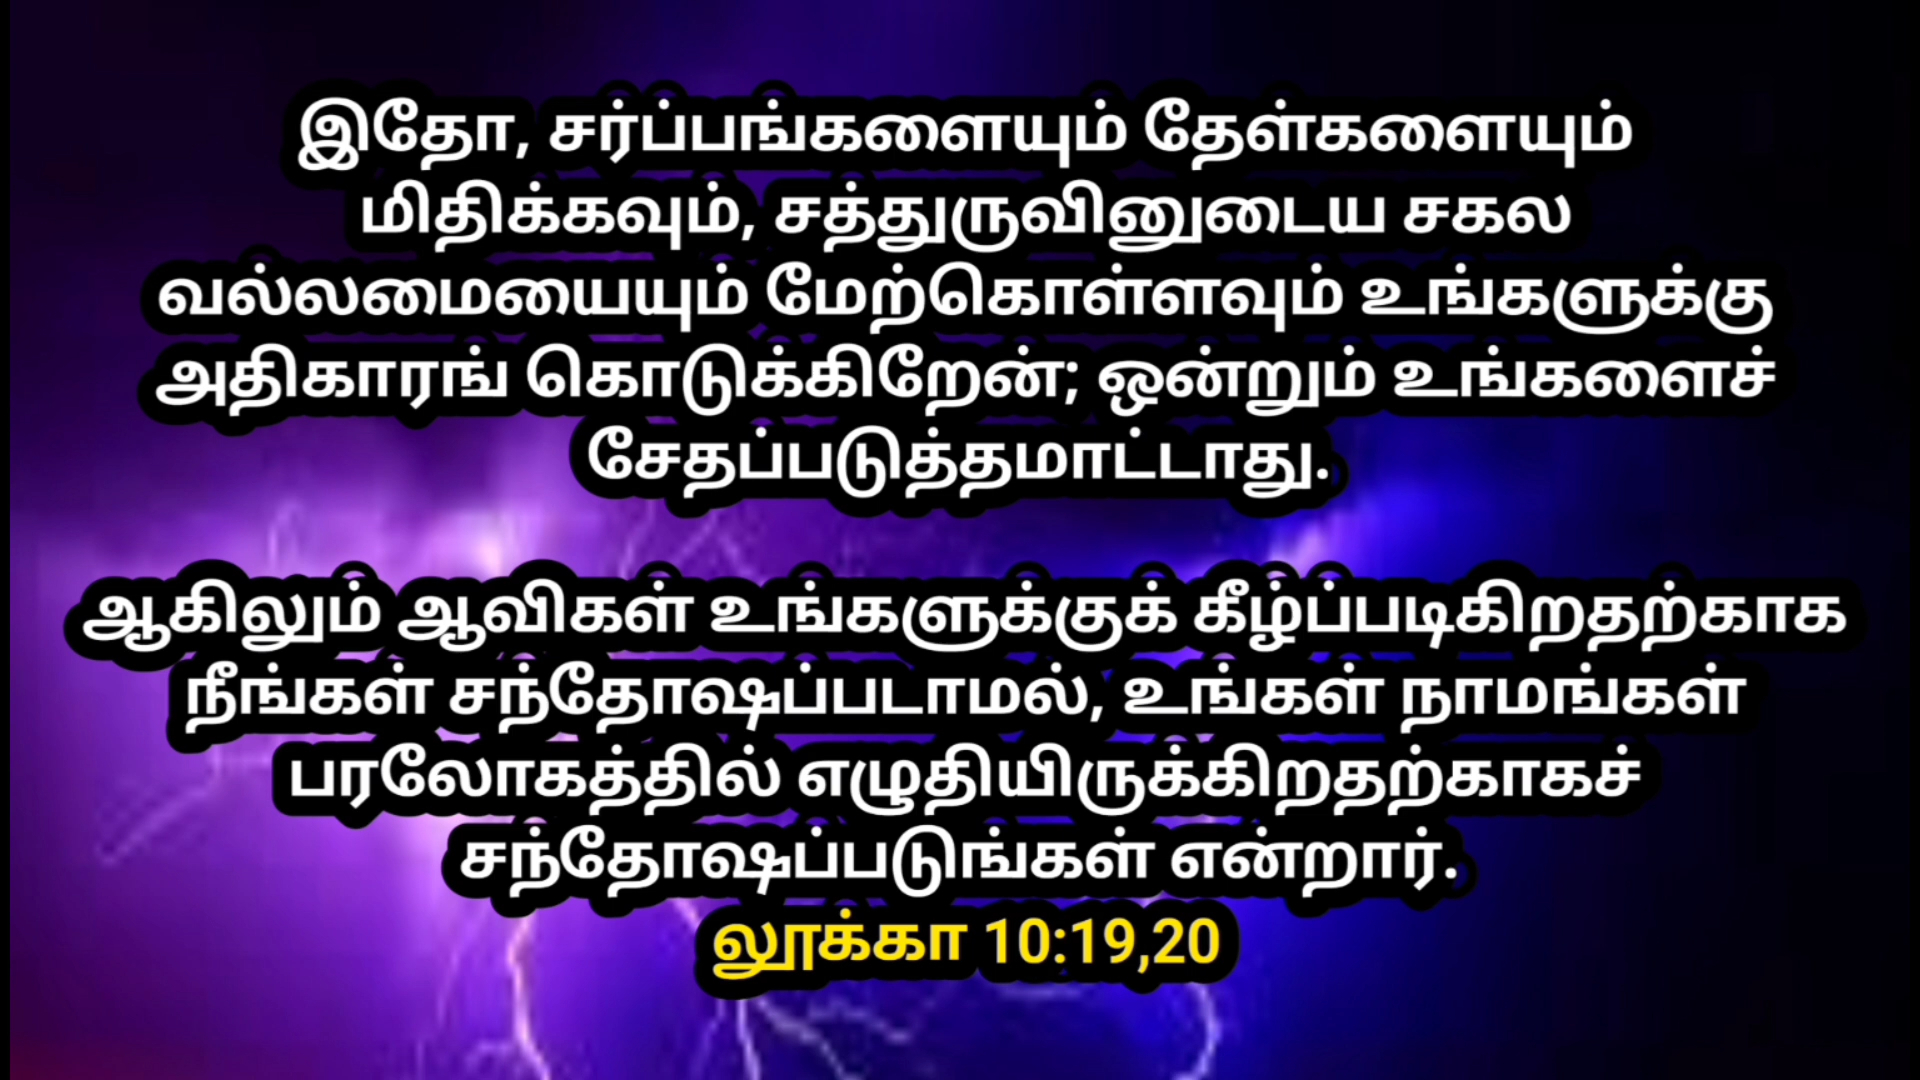 இதோ, சர்ப்பங்களையும் தேள்களையும்
மிதிக்கவும், சத்துருவினுடைய சகல
வல்லமையையும் மேற்கொள்ளவும் உங்களுக்கு
அதிகாரங் கொடுக்கிறேன்; ஒன்றும் உங்களைச்
சேதப்படுத்தமாட்டாது.
ஆகிலும் ஆவிகள் உங்களுக்குக் கீழ்ப்படிகிறதற்காக
நீங்கள் சந்தோஷப்படாமல், உங்கள் நாமங்கள்
பரலோகத்தில் எழுதியிருக்கிறதற்காகச்
சந்தோஷப்படுங்கள் என்றார்.
லூக்கா 10:19,20